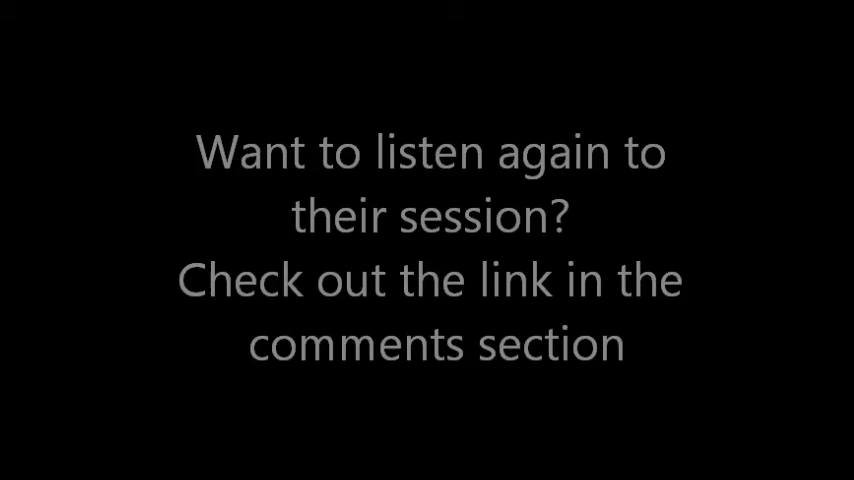 Want to listen again to
their session?
Check out the link in the
comments section